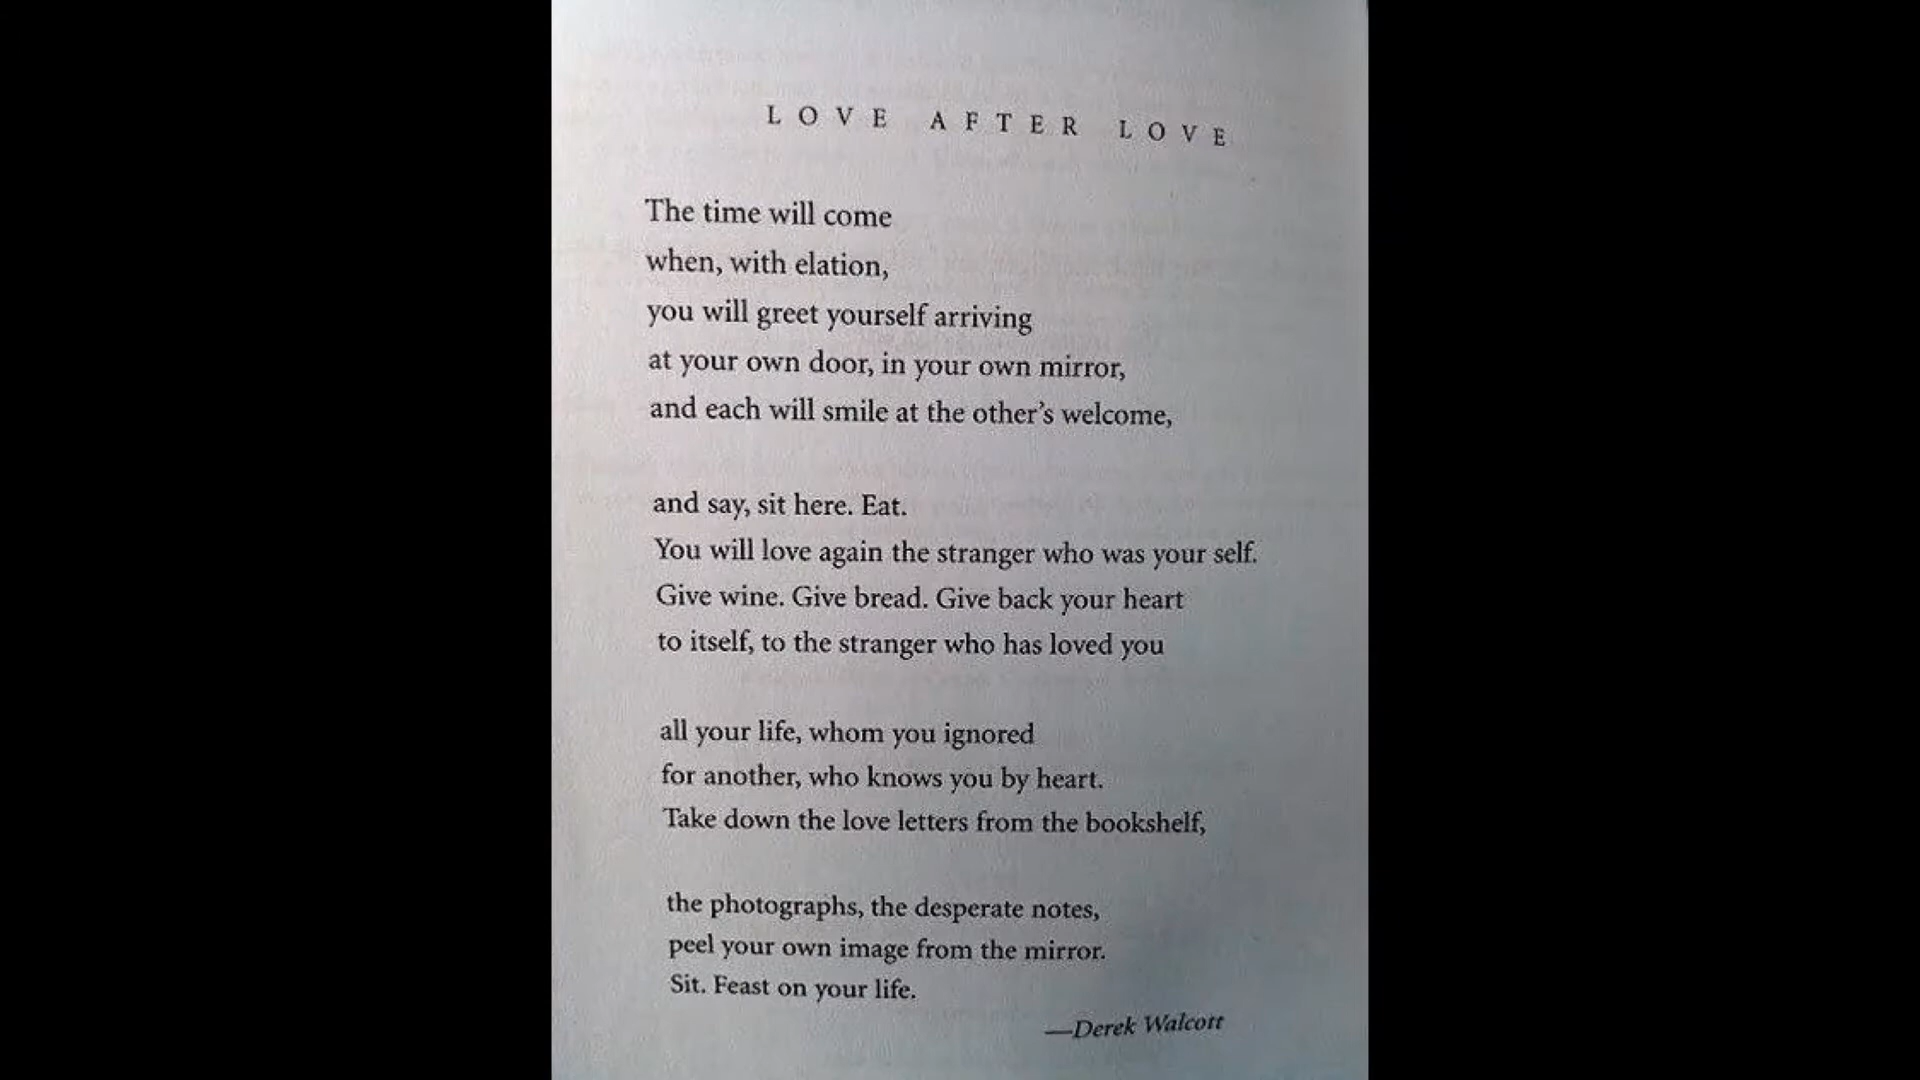 LOVE AFTER LOVE
The time will come
when, with elation,
you will greet yourself arriving
at your own door, in your own mirror,
and each will smile at the other's welcome,
and say, sit here. Eat.
You will love again the stranger who was your self.
Give wine. Give bread. Give back your heart
to itself, to the stranger who has loved you
all your life, whom you ignored
for another, who knows you by heart.
Take down the love letters from the bookshelf,
the photographs, the desperate notes,
peel your own image from the mirror.
Sit. Feast on your life.
—Derek Walcott